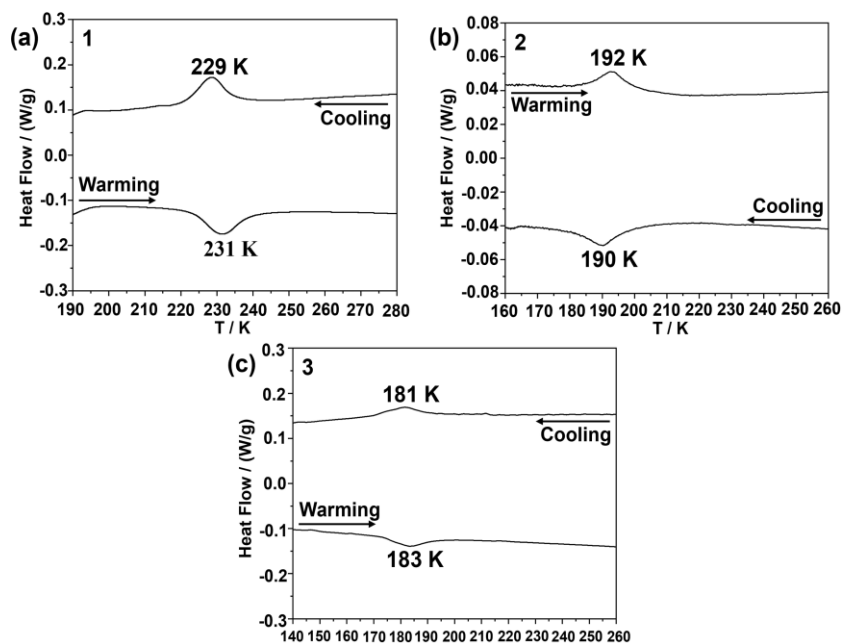 (a)
1
229 K
Cooling
Warming
231 K
Heat Flow / (W/g)
0.3
0.2
0.1
0.0
-0.1
-0.2
-0.3
190 200 210 220 230 240 250 260 270 280
T / K
(b)
2
192 K
Warming
Cooling
190 K
Heat Flow / (W/g)
0.08
0.06
0.04
0.02
0.00
-0.02
-0.04
-0.06
-0.08
160 170 180 190 200 210 220 230 240 250 260
T / K
(c)
3
181 K
Cooling
Warming
183 K
Heat Flow / (W/g)
0.3
0.2
0.1
0.0
-0.1
-0.2
-0.3
140 150 160 170 180 190 200 210 220 230 240 250 260